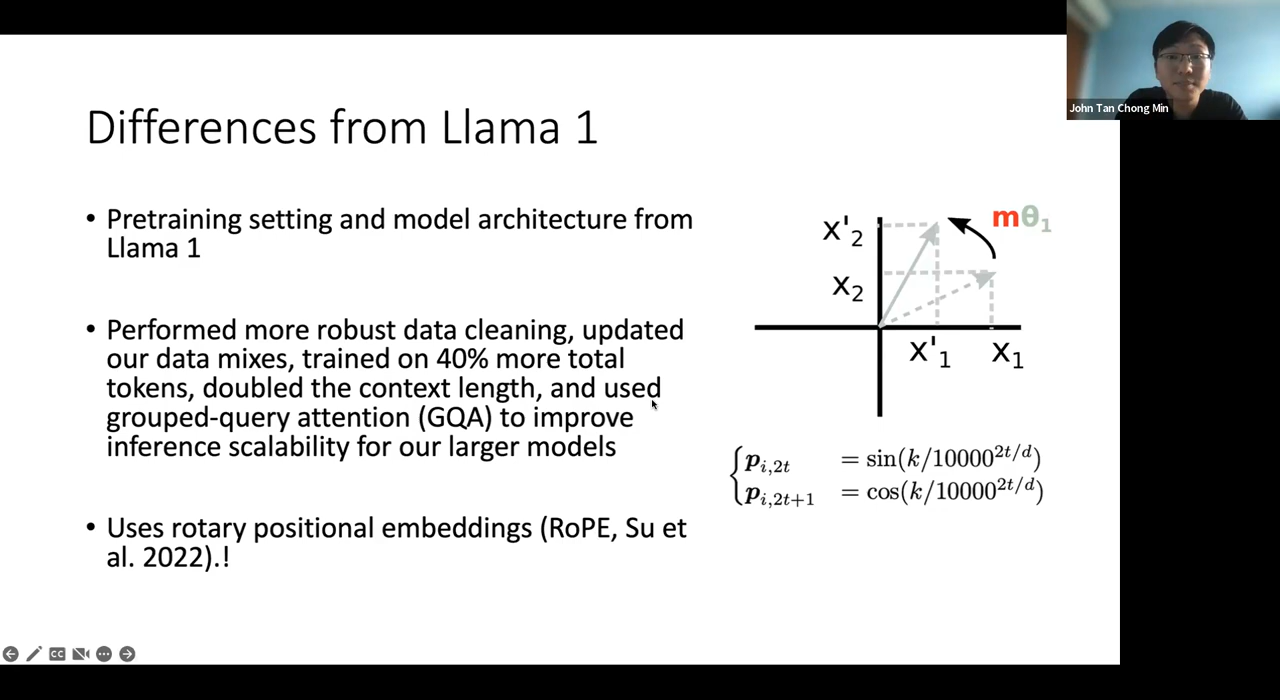 John Tan Chong Min
Differences from Llama 1
• Pretraining setting and model architecture from
Llama 1
• Performed more robust data cleaning, updated
our data mixes, trained on 40% more total
tokens, doubled the context length, and used
grouped-query attention (GQA) to improve
inference scalability for our larger models
• Uses rotary positional embeddings (RoPE, Su et
al. 2022).!
mθ₁
x'₂
x₂
x'₁ x₁
p_{i,2t} = sin(k/10000^{2t/d})
p_{i,2t+1} = cos(k/10000^{2t/d})
CC